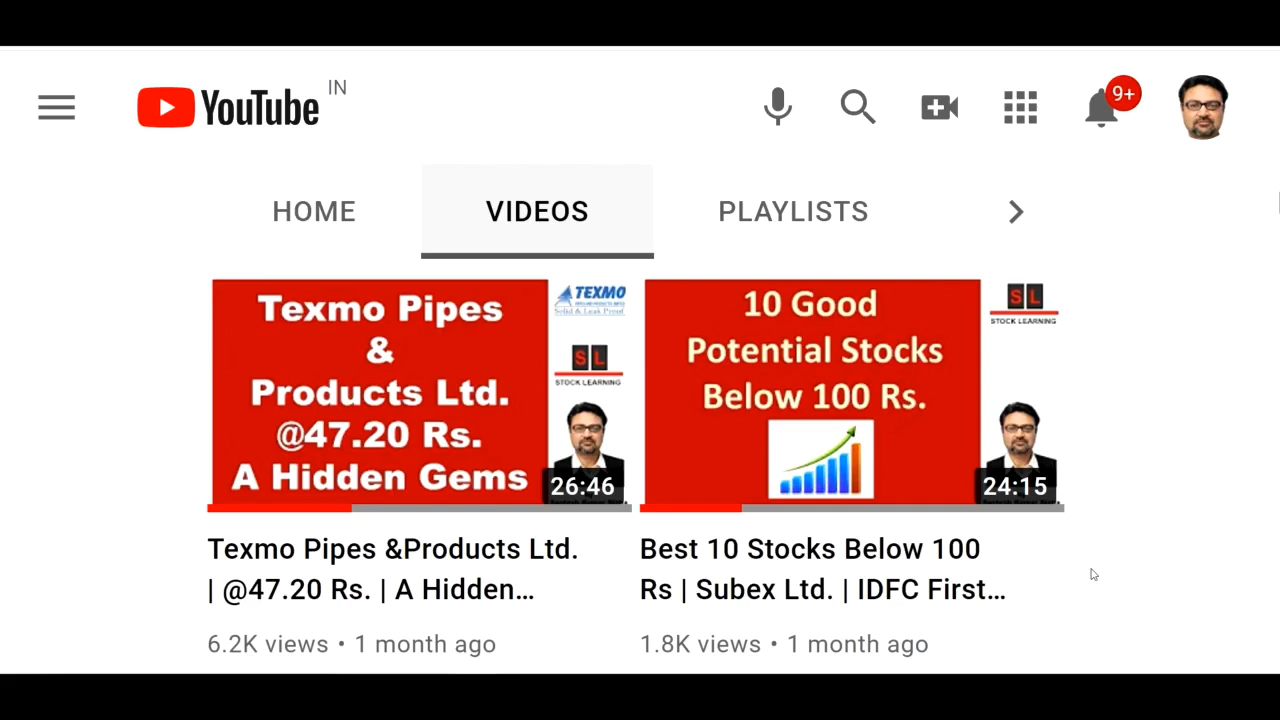 YouTube IN
9+
HOME
VIDEOS
PLAYLISTS
Texmo Pipes
&
Products Ltd.
@47.20 Rs.
A Hidden Gems
TEXMO
Solid & Leak Proof
S L
STOCK LEARNING
26:46
10 Good
Potential Stocks
Below 100 Rs.
S L
STOCK LEARNING
24:15
Texmo Pipes &Products Ltd.
| @47.20 Rs. | A Hidden...
6.2K views • 1 month ago
Best 10 Stocks Below 100
Rs | Subex Ltd. | IDFC First...
1.8K views • 1 month ago